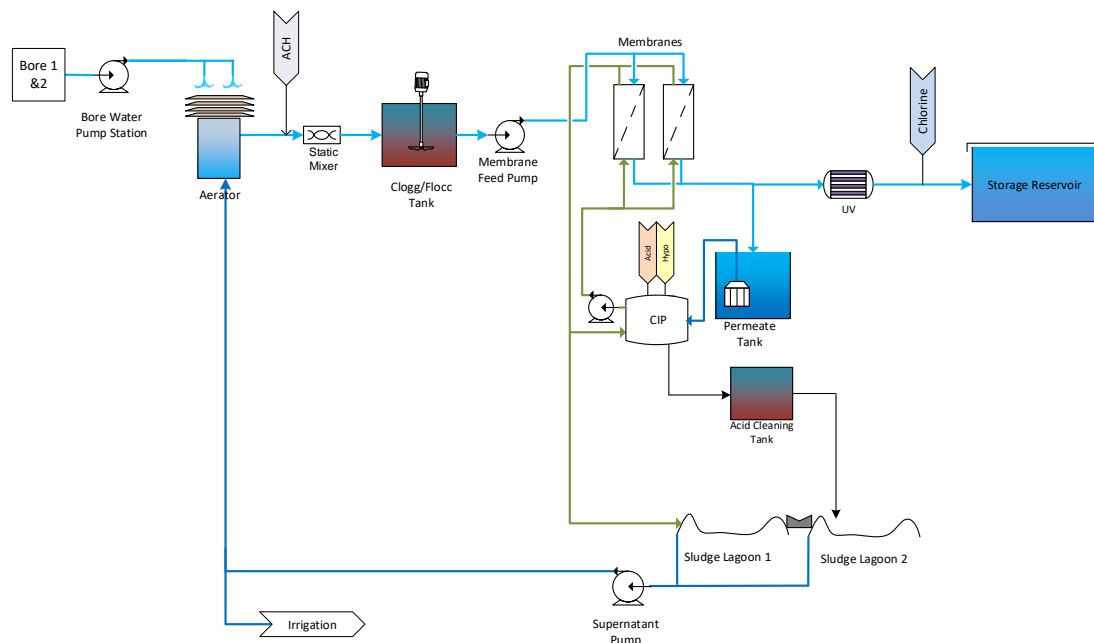 Bore 1
&2
Bore Water
Pump Station
Aerator
ACH
Static
Mixer
Clogg/Flocc
Tank
Membrane
Feed Pump
Membranes
UV
Chlorine
Storage Reservoir
Acid
Hypo
CIP
Permeate
Tank
Acid Cleaning
Tank
Sludge Lagoon 1
Sludge Lagoon 2
Supernatant
Pump
Irrigation